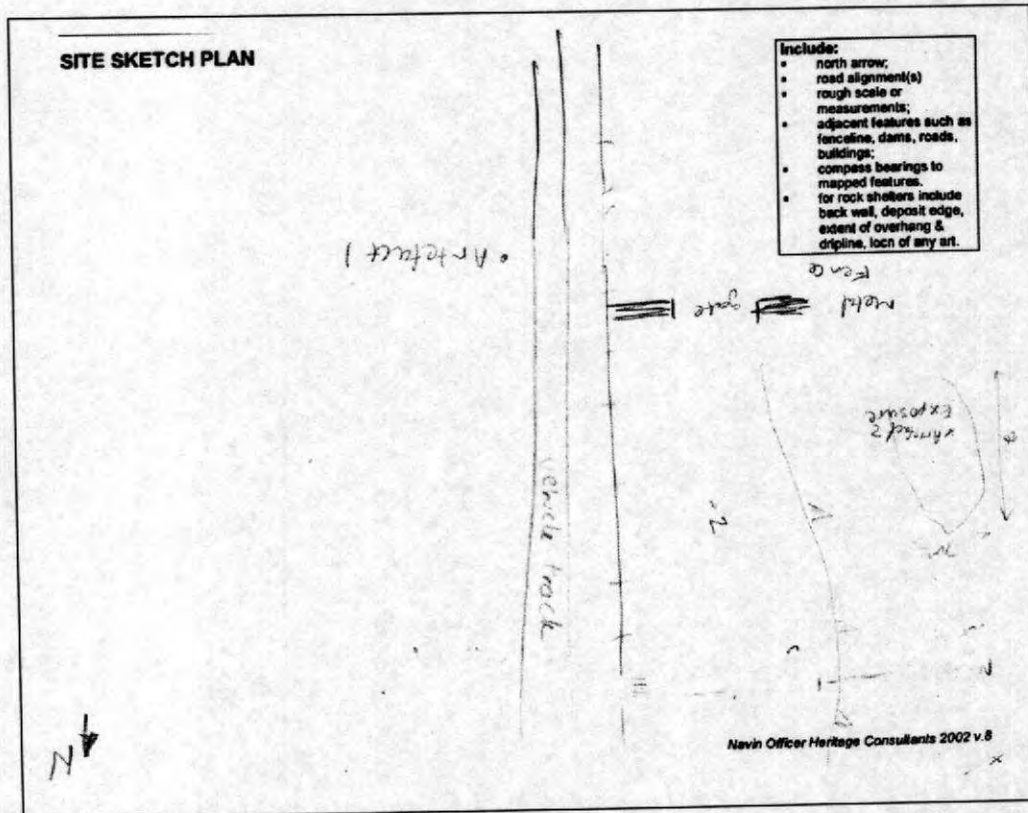 SITE SKETCH PLAN
Include:
• north arrow;
• road alignment(s)
• rough scale or
measurements;
• adjacent features such as
fenceline, dams, roads,
buildings;
• compass bearings to
mapped features.
• for rock shelters include
back wall, deposit edge,
extent of overhang &
dripline, locn of any art.
• Artefact 1
Metal
Fence
gate
xArtefact 2
Exposure
vehicle track
N
Navin Officer Heritage Consultants 2002 v.8